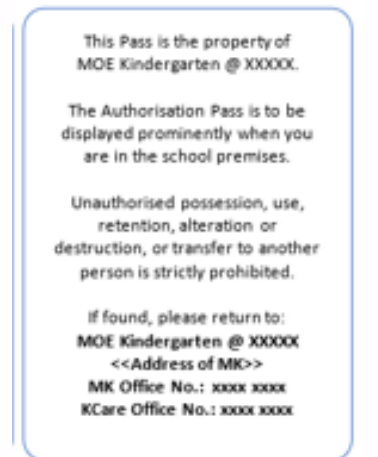 This Pass is the property of
MOE Kindergarten @ XXXXX.
The Authorisation Pass is to be
displayed prominently when you
are in the school premises.
Unauthorised possession, use,
retention, alteration or
destruction, or transfer to another
person is strictly prohibited.
If found, please return to:
MOE Kindergarten @ XXXXX
<<Address of MK>>
MK Office No.: xxxx xxxx
KCare Office No.: xxxx xxxx